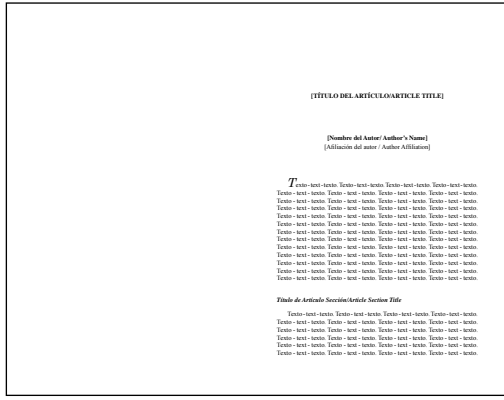 [TÍTULO DEL ARTÍCULO/ARTICLE TITLE]
[Nombre del Autor/ Author's Name]
[Afiliación del autor / Author Affiliation]
Texto - text - texto. Texto - text - texto. Texto - text - texto. Texto - text - texto.
Texto - text - texto. Texto - text - texto. Texto - text - texto. Texto - text - texto.
Texto - text - texto. Texto - text - texto. Texto - text - texto. Texto - text - texto.
Texto - text - texto. Texto - text - texto. Texto - text - texto. Texto - text - texto.
Texto - text - texto. Texto - text - texto. Texto - text - texto. Texto - text - texto.
Texto - text - texto. Texto - text - texto. Texto - text - texto. Texto - text - texto.
Texto - text - texto. Texto - text - texto. Texto - text - texto. Texto - text - texto.
Texto - text - texto. Texto - text - texto. Texto - text - texto. Texto - text - texto.
Texto - text - texto. Texto - text - texto. Texto - text - texto. Texto - text - texto.
Texto - text - texto. Texto - text - texto. Texto - text - texto. Texto - text - texto.
Texto - text - texto. Texto - text - texto. Texto - text - texto. Texto - text - texto.
Texto - text - texto. Texto - text - texto. Texto - text - texto. Texto - text - texto.
Texto - text - texto. Texto - text - texto. Texto - text - texto. Texto - text - texto.
Título de Artículo Sección/Article Section Title
Texto - text - texto. Texto - text - texto. Texto - text - texto. Texto - text - texto.
Texto - text - texto. Texto - text - texto. Texto - text - texto. Texto - text - texto.
Texto - text - texto. Texto - text - texto. Texto - text - texto. Texto - text - texto.
Texto - text - texto. Texto - text - texto. Texto - text - texto. Texto - text - texto.
Texto - text - texto. Texto - text - texto. Texto - text - texto. Texto - text - texto.
Texto - text - texto. Texto - text - texto. Texto - text - texto. Texto - text - texto.